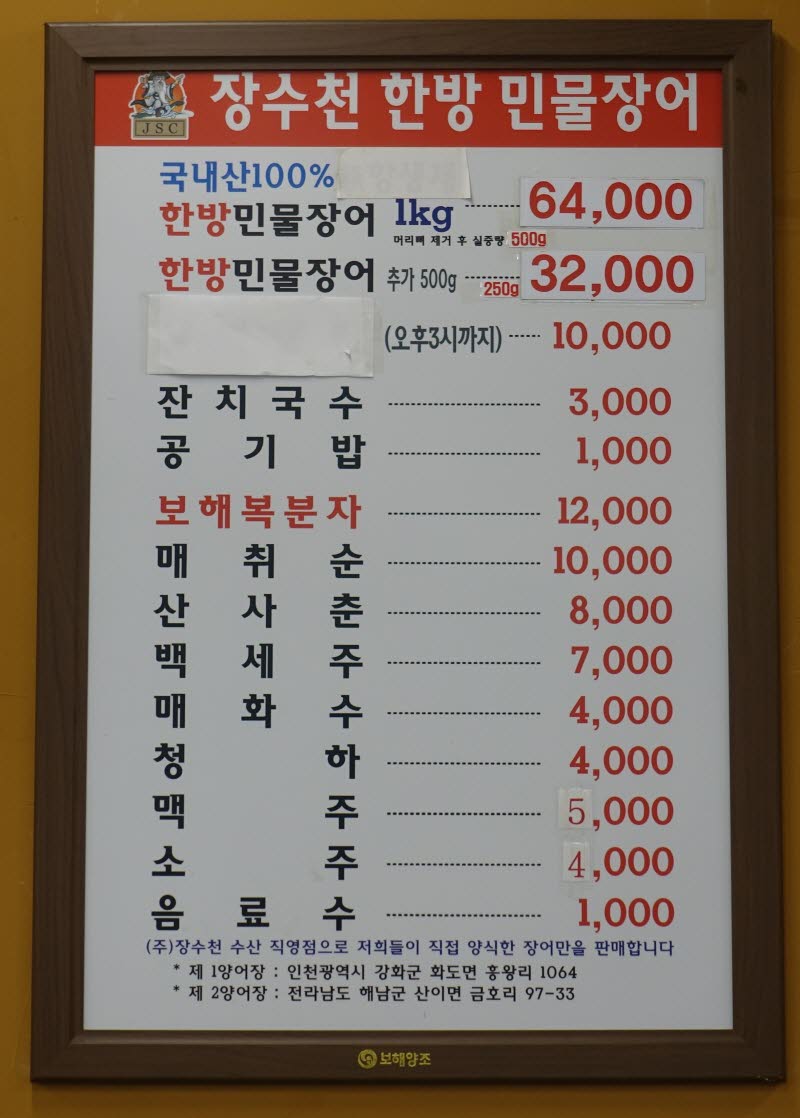 JSC
장수천 한방 민물장어
국내산100%
한방민물장어 1kg 64,000
머리뼈 제거 후 실중량 500g
한방민물장어 추가 500g 250g 32,000
(오후3시까지) 10,000
잔치국수 3,000
공기밥 1,000
보해복분자 12,000
매취순 10,000
산사춘 8,000
백세주 7,000
매화수 4,000
청하 4,000
맥주 5,000
소주 4,000
음료수 1,000
(주)장수천 수산 직영점으로 저희들이 직접 양식한 장어만을 판매합니다
* 제 1양어장 : 인천광역시 강화군 화도면 흥왕리 1064
* 제 2양어장 : 전라남도 해남군 산이면 금호리 97-33
보해양조